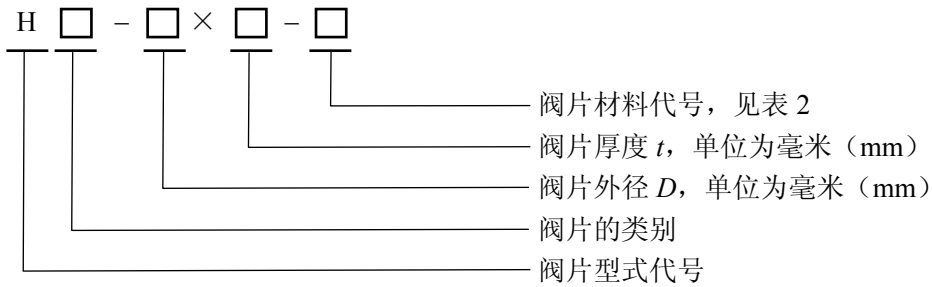 H □ – □ × □ – □
阀片材料代号，见表 2
阀片厚度 t，单位为毫米（mm）
阀片外径 D，单位为毫米（mm）
阀片的类别
阀片型式代号